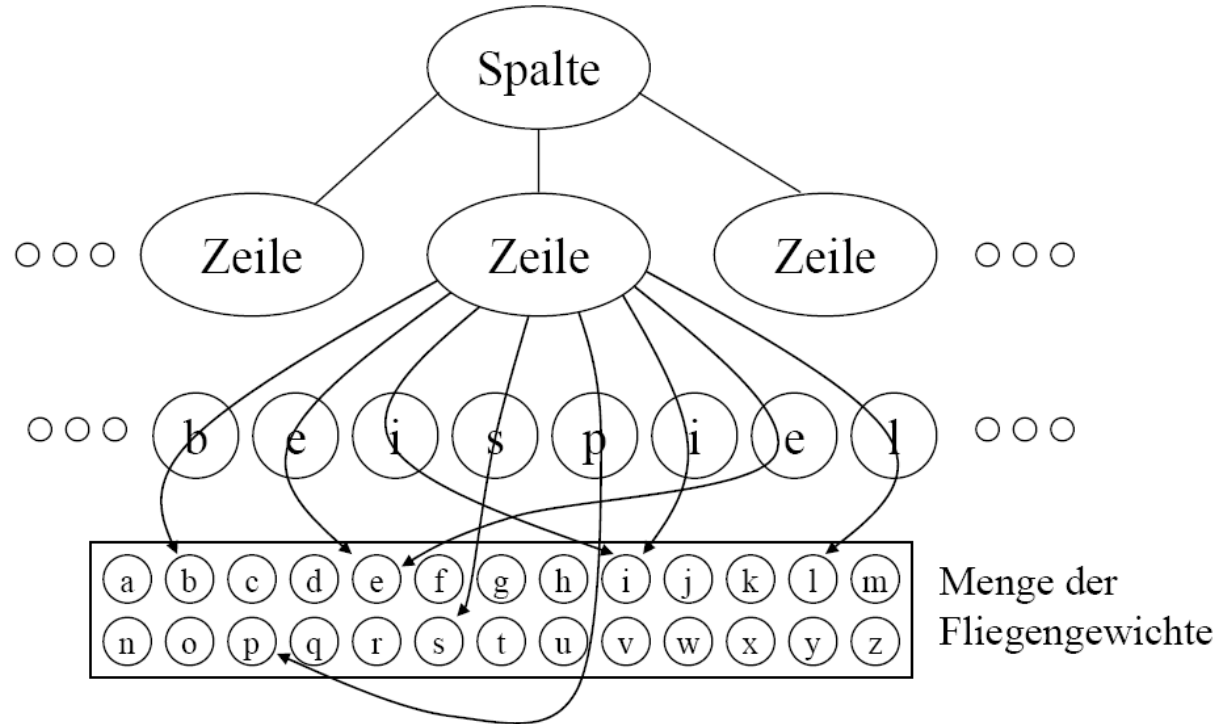 Spalte
Zeile Zeile Zeile
b e i s p i e l
a b c d e f g h i j k l m
n o p q r s t u v w x y z
Menge der
Fliegengewichte